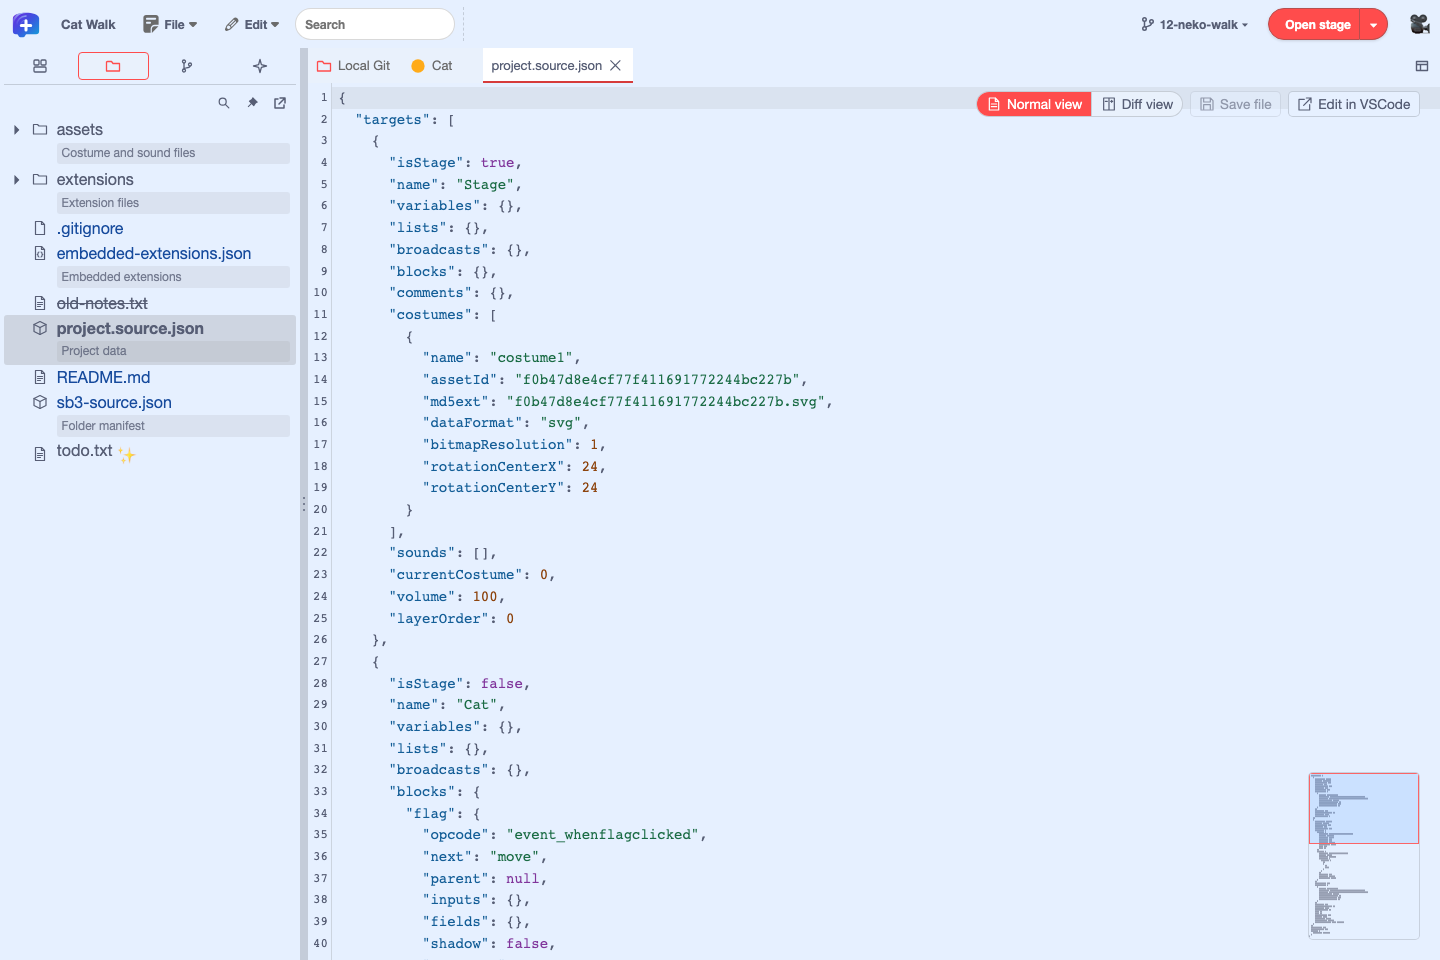 Cat Walk
File
Edit
Search
12-neko-walk
Open stage
Local Git
Cat
project.source.json
Normal view
Diff view
Save file
Edit in VSCode
assets
Costume and sound files
extensions
Extension files
.gitignore
embedded-extensions.json
Embedded extensions
old-notes.txt
project.source.json
Project data
README.md
sb3-source.json
Folder manifest
todo.txt ✨
1 {
2 "targets": [
3 {
4 "isStage": true,
5 "name": "Stage",
6 "variables": {},
7 "lists": {},
8 "broadcasts": {},
9 "blocks": {},
10 "comments": {},
11 "costumes": [
12 {
13 "name": "costume1",
14 "assetId": "f0b47d8e4cf77f411691772244bc227b",
15 "md5ext": "f0b47d8e4cf77f411691772244bc227b.svg",
16 "dataFormat": "svg",
17 "bitmapResolution": 1,
18 "rotationCenterX": 24,
19 "rotationCenterY": 24
20 }
21 ],
22 "sounds": [],
23 "currentCostume": 0,
24 "volume": 100,
25 "layerOrder": 0
26 },
27 {
28 "isStage": false,
29 "name": "Cat",
30 "variables": {},
31 "lists": {},
32 "broadcasts": {},
33 "blocks": {
34 "flag": {
35 "opcode": "event_whenflagclicked",
36 "next": "move",
37 "parent": null,
38 "inputs": {},
39 "fields": {},
40 "shadow": false,